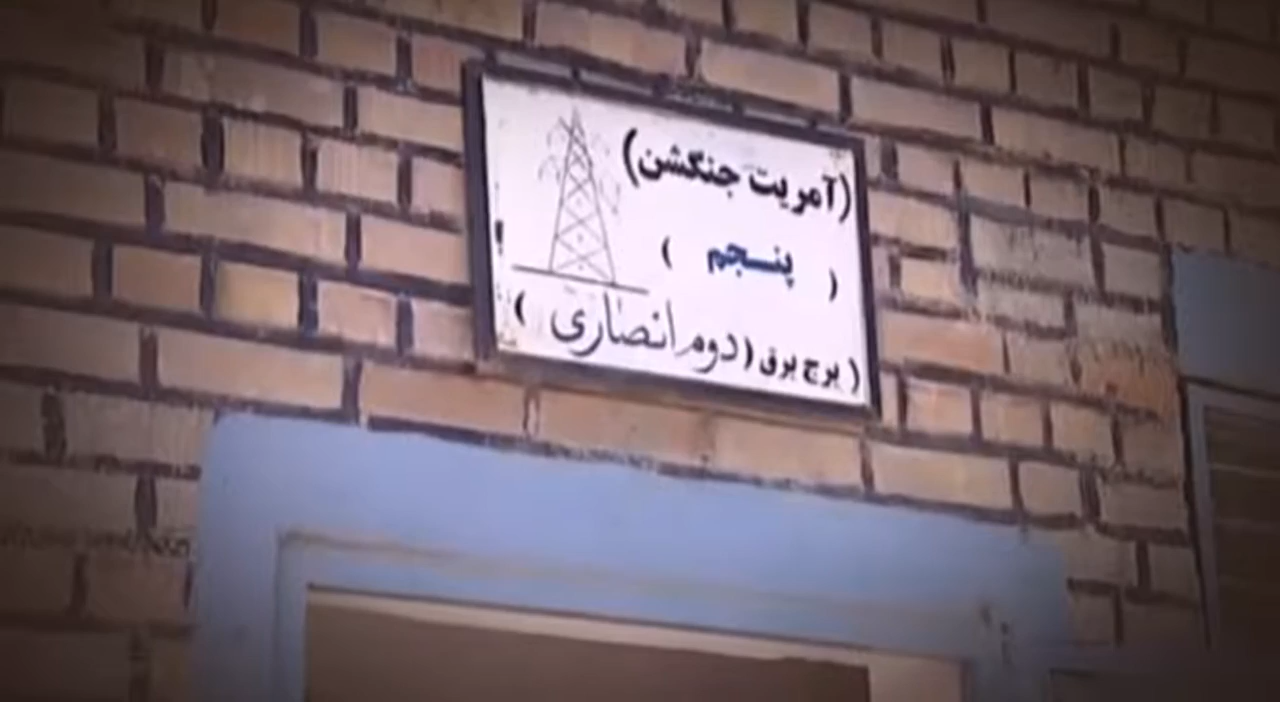 (آمریت جنگشن)
( پنجم )
( برج برق (دوم انصاری )